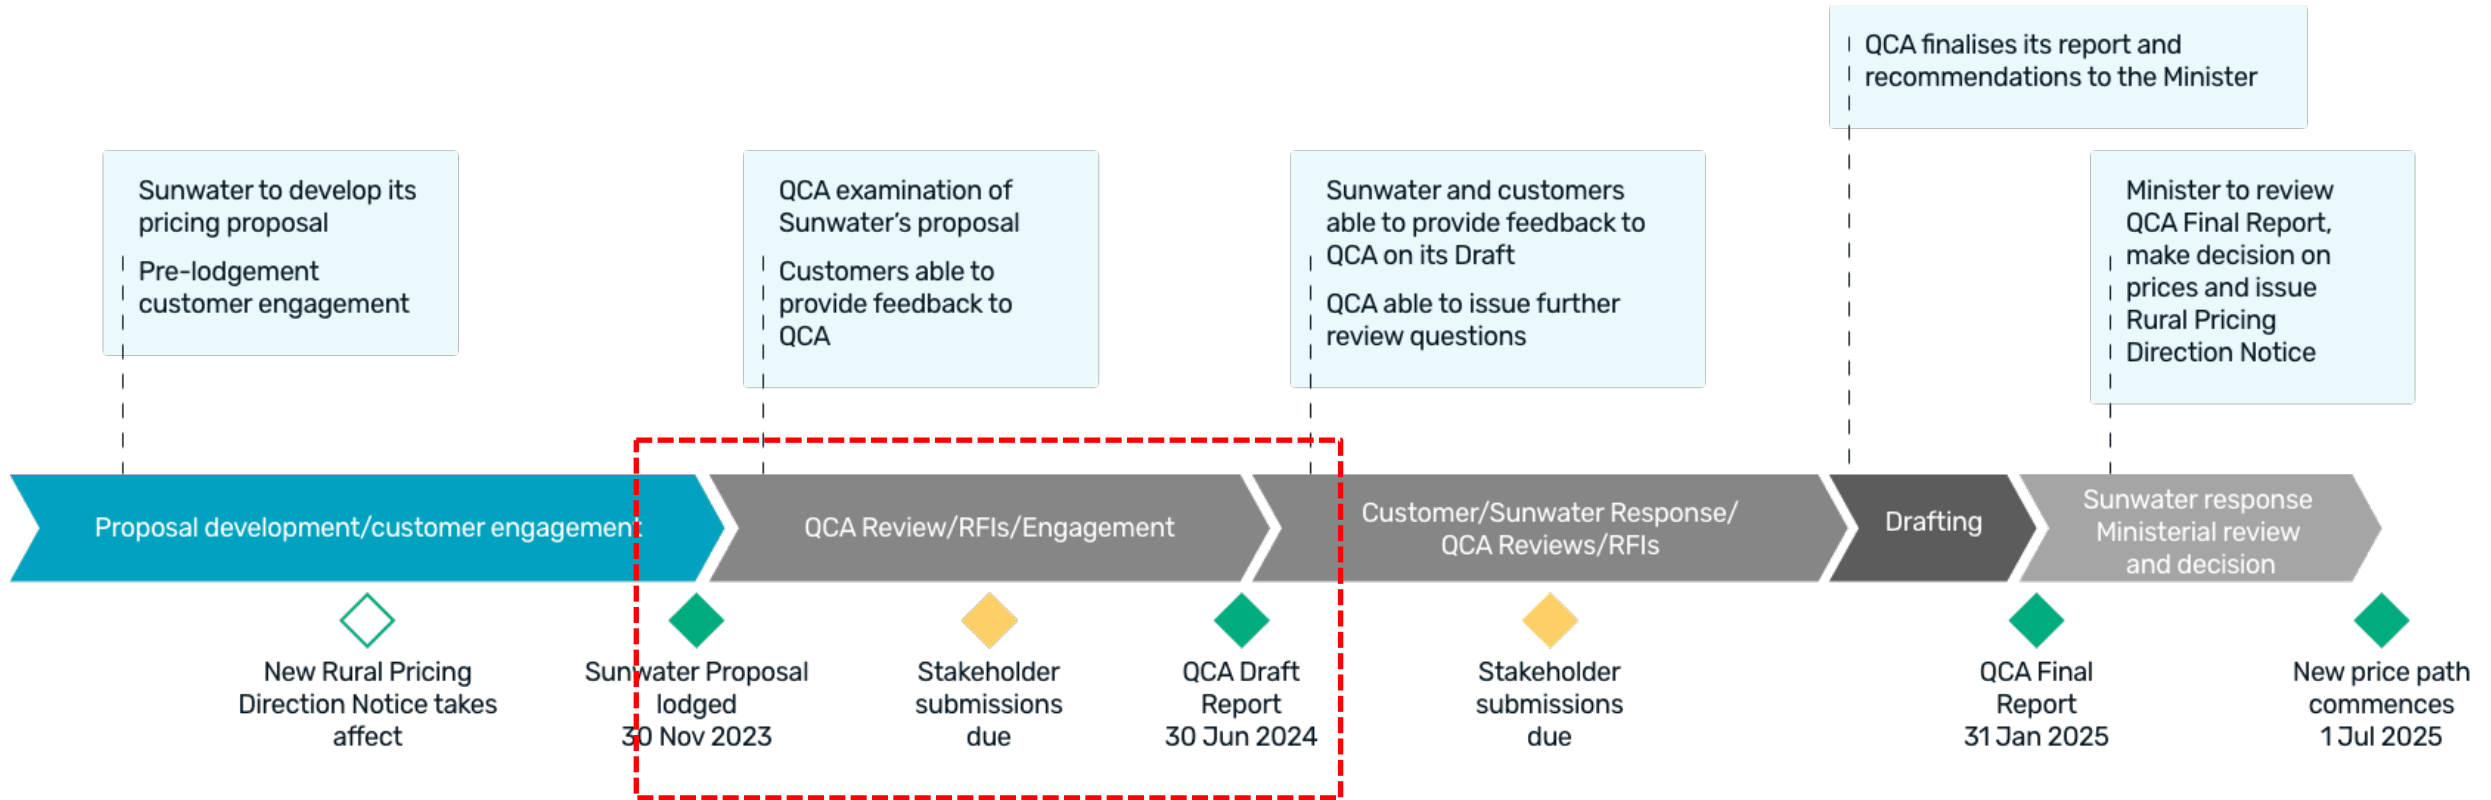 QCA finalises its report and
recommendations to the Minister
Sunwater to develop its
pricing proposal
Pre-lodgement
customer engagement
QCA examination of
Sunwater's proposal
Customers able to
provide feedback to
QCA
Sunwater and customers
able to provide feedback to
QCA on its Draft
QCA able to issue further
review questions
Minister to review
QCA Final Report,
make decision on
prices and issue
Rural Pricing
Direction Notice
Proposal development/customer engagement
QCA Review/RFIs/Engagement
Customer/Sunwater Response/
QCA Reviews/RFIs
Drafting
Sunwater response
Ministerial review
and decision
New Rural Pricing
Direction Notice takes
affect
Sunwater Proposal
lodged
30 Nov 2023
Stakeholder
submissions
due
QCA Draft
Report
30 Jun 2024
Stakeholder
submissions
due
QCA Final
Report
31 Jan 2025
New price path
commences
1 Jul 2025